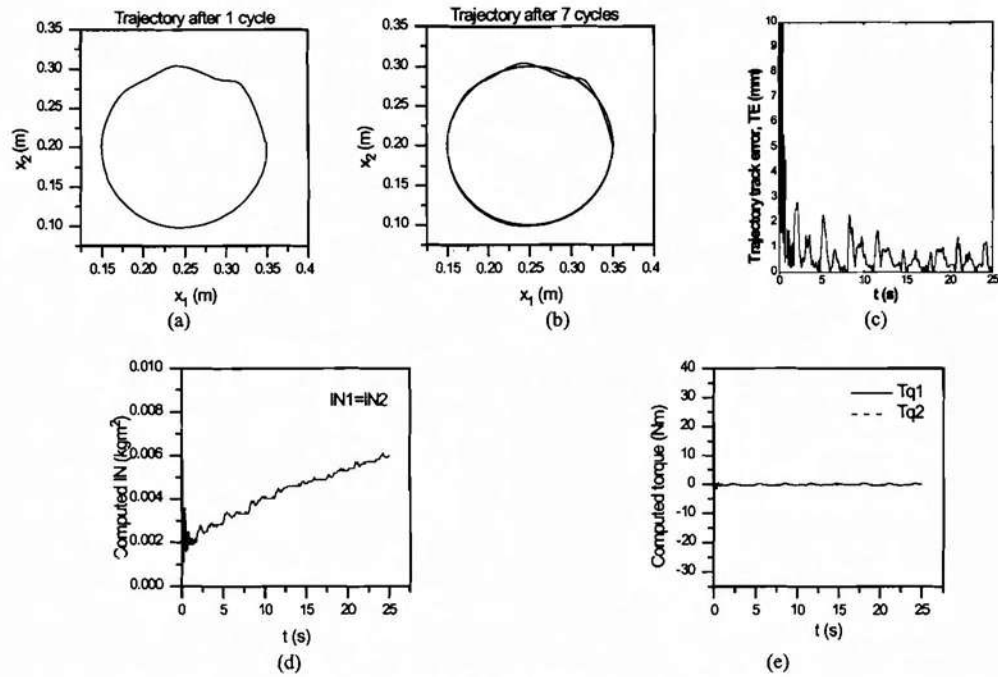 Trajectory after 1 cycle
0.35
0.30
0.25
0.20
0.15
0.10
x2 (m)
0.15 0.20 0.25 0.30 0.35 0.4
x1 (m)
(a)
Trajectory after 7 cycles
0.35
0.30
0.25
0.20
0.15
0.10
x2 (m)
0.15 0.20 0.25 0.30 0.35 0.4
x1 (m)
(b)
10
9
8
7
6
5
4
3
2
1
0
Trajectory track error, TE (mm)
0 5 10 15 20 25
t (s)
(c)
0.010
0.008
0.006
0.004
0.002
0.000
Computed IN (kgm²)
IN1=IN2
0 5 10 15 20 25
t (s)
(d)
40
30
20
10
0
-10
-20
-30
Computed torque (Nm)
Tq1
Tq2
0 5 10 15 20 25
t (s)
(e)